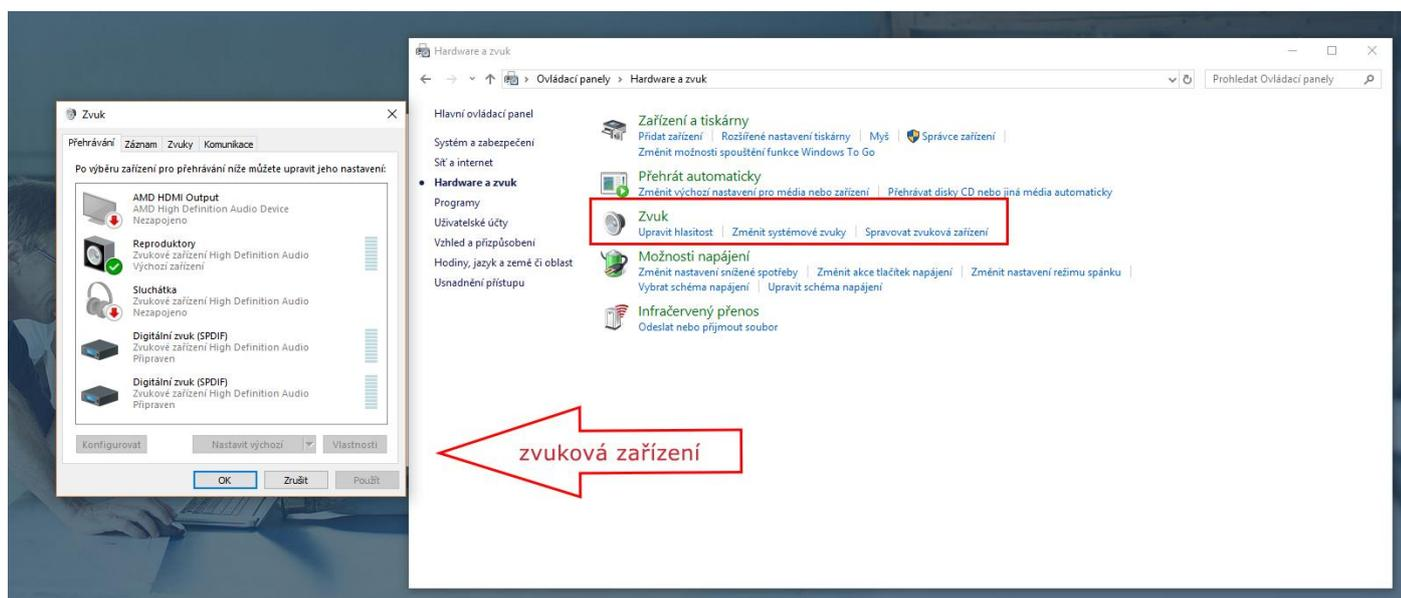 Zvuk
Přehrávání Záznam Zvuky Komunikace
Po výběru zařízení pro přehrávání níže můžete upravit jeho nastavení:
AMD HDMI Output
AMD High Definition Audio Device
Nezapojeno
Reproduktory
Zvukové zařízení High Definition Audio
Výchozí zařízení
Sluchátka
Zvukové zařízení High Definition Audio
Nezapojeno
Digitální zvuk (SPDIF)
Zvukové zařízení High Definition Audio
Připraven
Digitální zvuk (SPDIF)
Zvukové zařízení High Definition Audio
Připraven
Konfigurovat Nastavit výchozí Vlastnosti
OK Zrušit Použít
Hardware a zvuk
Ovládací panely > Hardware a zvuk
Prohledat Ovládací panely
Hlavní ovládací panel
Systém a zabezpečení
Síť a internet
Hardware a zvuk
Programy
Uživatelské účty
Vzhled a přizpůsobení
Hodiny, jazyk a země či oblast
Usnadnění přístupu
Zařízení a tiskárny
Přidat zařízení Rozšířené nastavení tiskárny Myš Správce zařízení
Změnit možnosti spouštění funkce Windows To Go
Přehrát automaticky
Změnit výchozí nastavení pro média nebo zařízení Přehrávat disky CD nebo jiná média automaticky
Zvuk
Upravit hlasitost Změnit systémové zvuky Spravovat zvuková zařízení
Možnosti napájení
Změnit nastavení snížené spotřeby Změnit akce tlačítek napájení Změnit nastavení režimu spánku
Vybrat schéma napájení Upravit schéma napájení
Infračervený přenos
Odeslat nebo přijmout soubor
zvuková zařízení